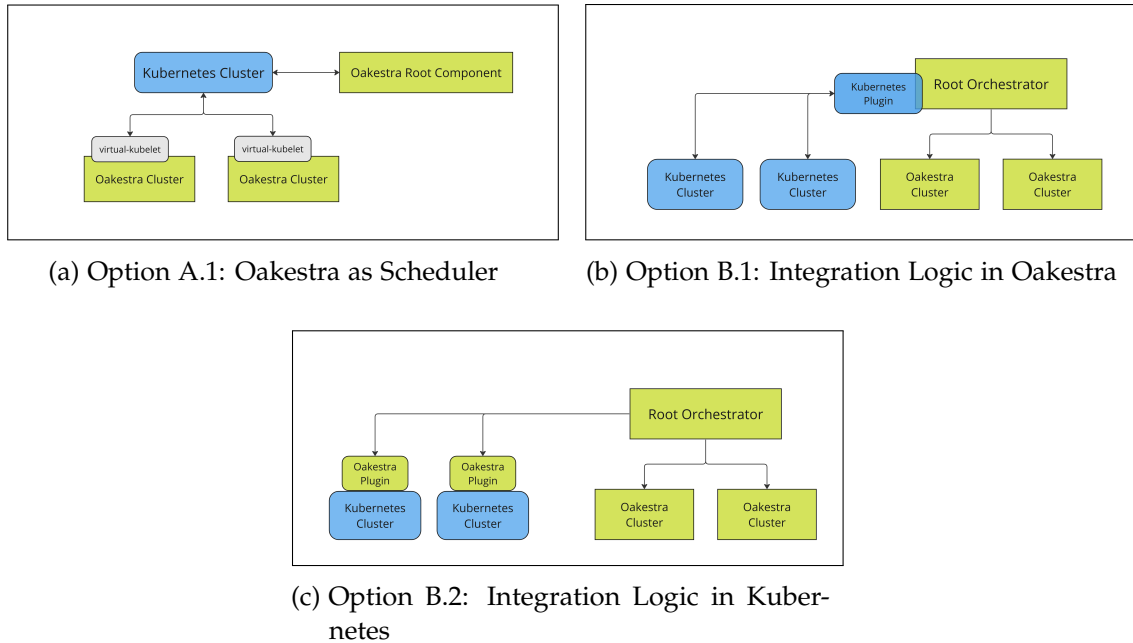 Kubernetes Cluster
Oakestra Root Component
virtual-kubelet
virtual-kubelet
Oakestra Cluster
Oakestra Cluster
(a) Option A.1: Oakestra as Scheduler
Kubernetes
Plugin
Root Orchestrator
Kubernetes
Cluster
Kubernetes
Cluster
Oakestra
Cluster
Oakestra
Cluster
(b) Option B.1: Integration Logic in Oakestra
Root Orchestrator
Oakestra
Plugin
Oakestra
Plugin
Kubernetes
Cluster
Kubernetes
Cluster
Oakestra
Cluster
Oakestra
Cluster
(c) Option B.2: Integration Logic in Kuber-
netes